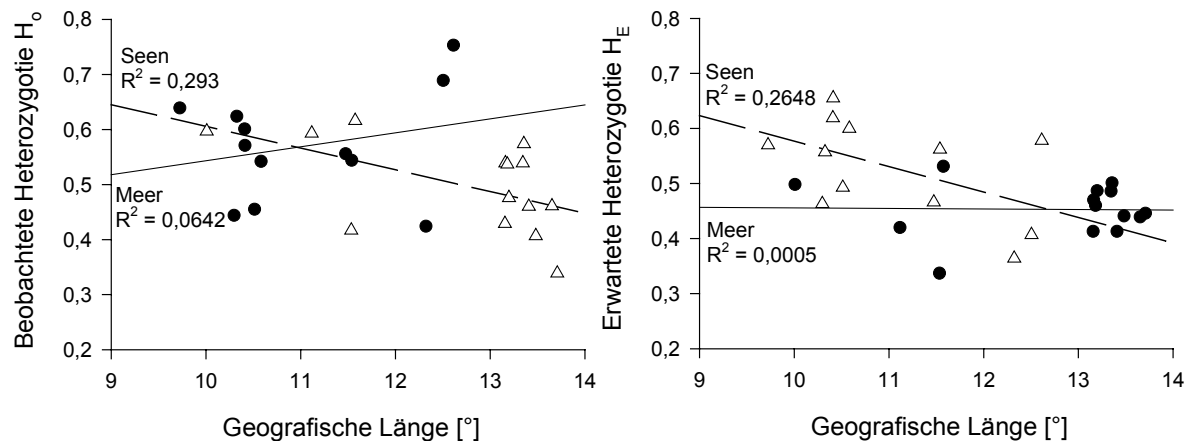 Beobachtete Heterozygotie H_o
0,8
0,7
0,6
0,5
0,4
0,3
0,2
Seen
R² = 0,293
Meer
R² = 0,0642
9 10 11 12 13 14
Geografische Länge [°]
Erwartete Heterozygotie H_E
0,8
0,7
0,6
0,5
0,4
0,3
0,2
Seen
R² = 0,2648
Meer
R² = 0,0005
9 10 11 12 13 14
Geografische Länge [°]